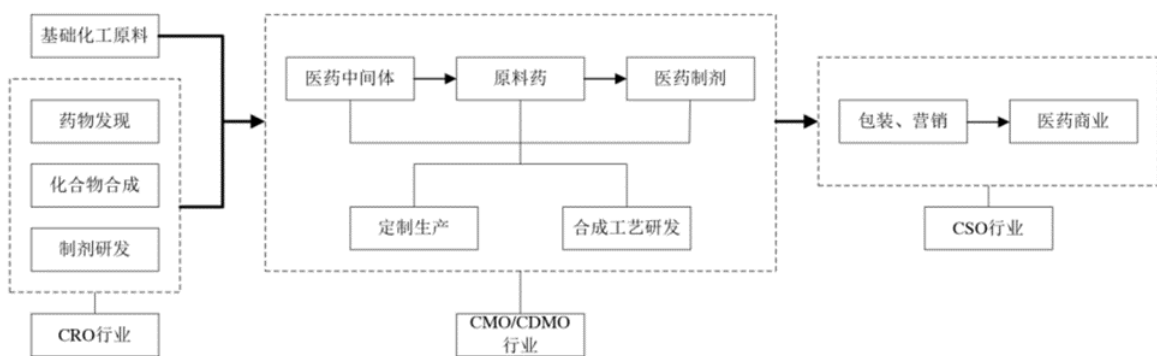 基础化工原料
药物发现
化合物合成
制剂研发
CRO行业
医药中间体
原料药
医药制剂
定制生产
合成工艺研发
CMO/CDMO
行业
包装、营销
医药商业
CSO行业